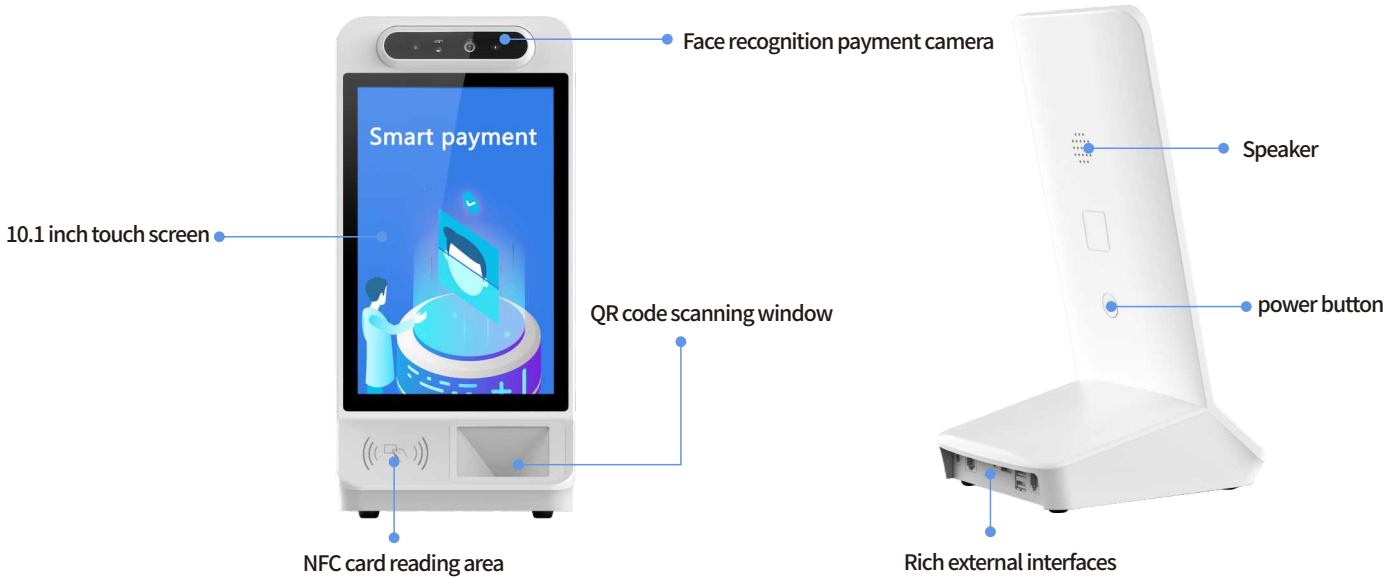 Face recognition payment camera
Smart payment
Speaker
10.1 inch touch screen
QR code scanning window
power button
NFC card reading area
Rich external interfaces